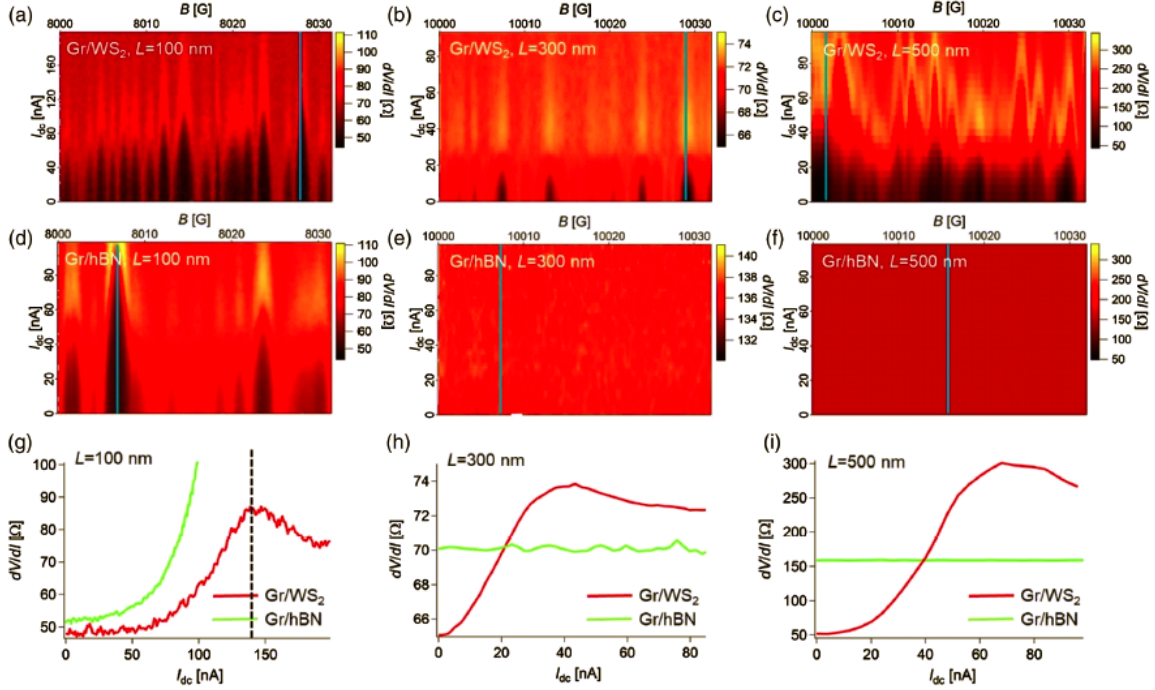 (a)
B [G]
8000 8010 8020 8030
Gr/WS2, L=100 nm
Idc [nA]
160
120
80
40
0
110
100
90
80
70
60
50
dV/dI [Ω]
(b)
B [G]
10000 10010 10020 10030
Gr/WS2, L=300 nm
Idc [nA]
80
60
40
20
0
74
72
70
68
66
dV/dI [Ω]
(c)
B [G]
10000 10010 10020 10030
Gr/WS2, L=500 nm
Idc [nA]
80
60
40
20
0
300
250
200
150
100
50
dV/dI [Ω]
(d)
B [G]
8000 8010 8020 8030
Gr/hBN, L=100 nm
Idc [nA]
80
60
40
20
0
110
100
90
80
70
60
50
dV/dI [Ω]
(e)
B [G]
10000 10010 10020 10030
Gr/hBN, L=300 nm
Idc [nA]
80
60
40
20
0
140
138
136
134
132
dV/dI [Ω]
(f)
B [G]
10000 10010 10020 10030
Gr/hBN, L=500 nm
Idc [nA]
80
60
40
20
0
300
250
200
150
100
50
dV/dI [Ω]
(g)
L=100 nm
dV/dI [Ω]
100
90
80
70
60
50
Gr/WS2
Gr/hBN
0 50 100 150
Idc [nA]
(h)
L=300 nm
dV/dI [Ω]
74
72
70
68
66
Gr/WS2
Gr/hBN
0 20 40 60 80
Idc [nA]
(i)
L=500 nm
dV/dI [Ω]
300
250
200
150
100
50
Gr/WS2
Gr/hBN
0 20 40 60 80
Idc [nA]